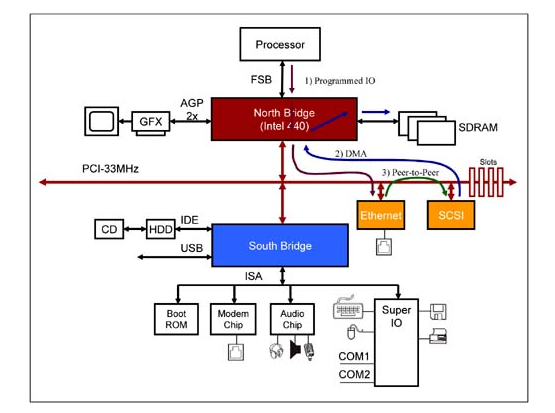 Processor
FSB
1) Programmed IO
AGP
2x
GFX
North Bridge
(Intel 440)
SDRAM
PCI-33MHz
2) DMA
3) Peer-to-Peer
Slots
Ethernet
SCSI
CD
HDD
IDE
USB
South Bridge
ISA
Boot
ROM
Modem
Chip
Audio
Chip
Super
IO
COM1
COM2